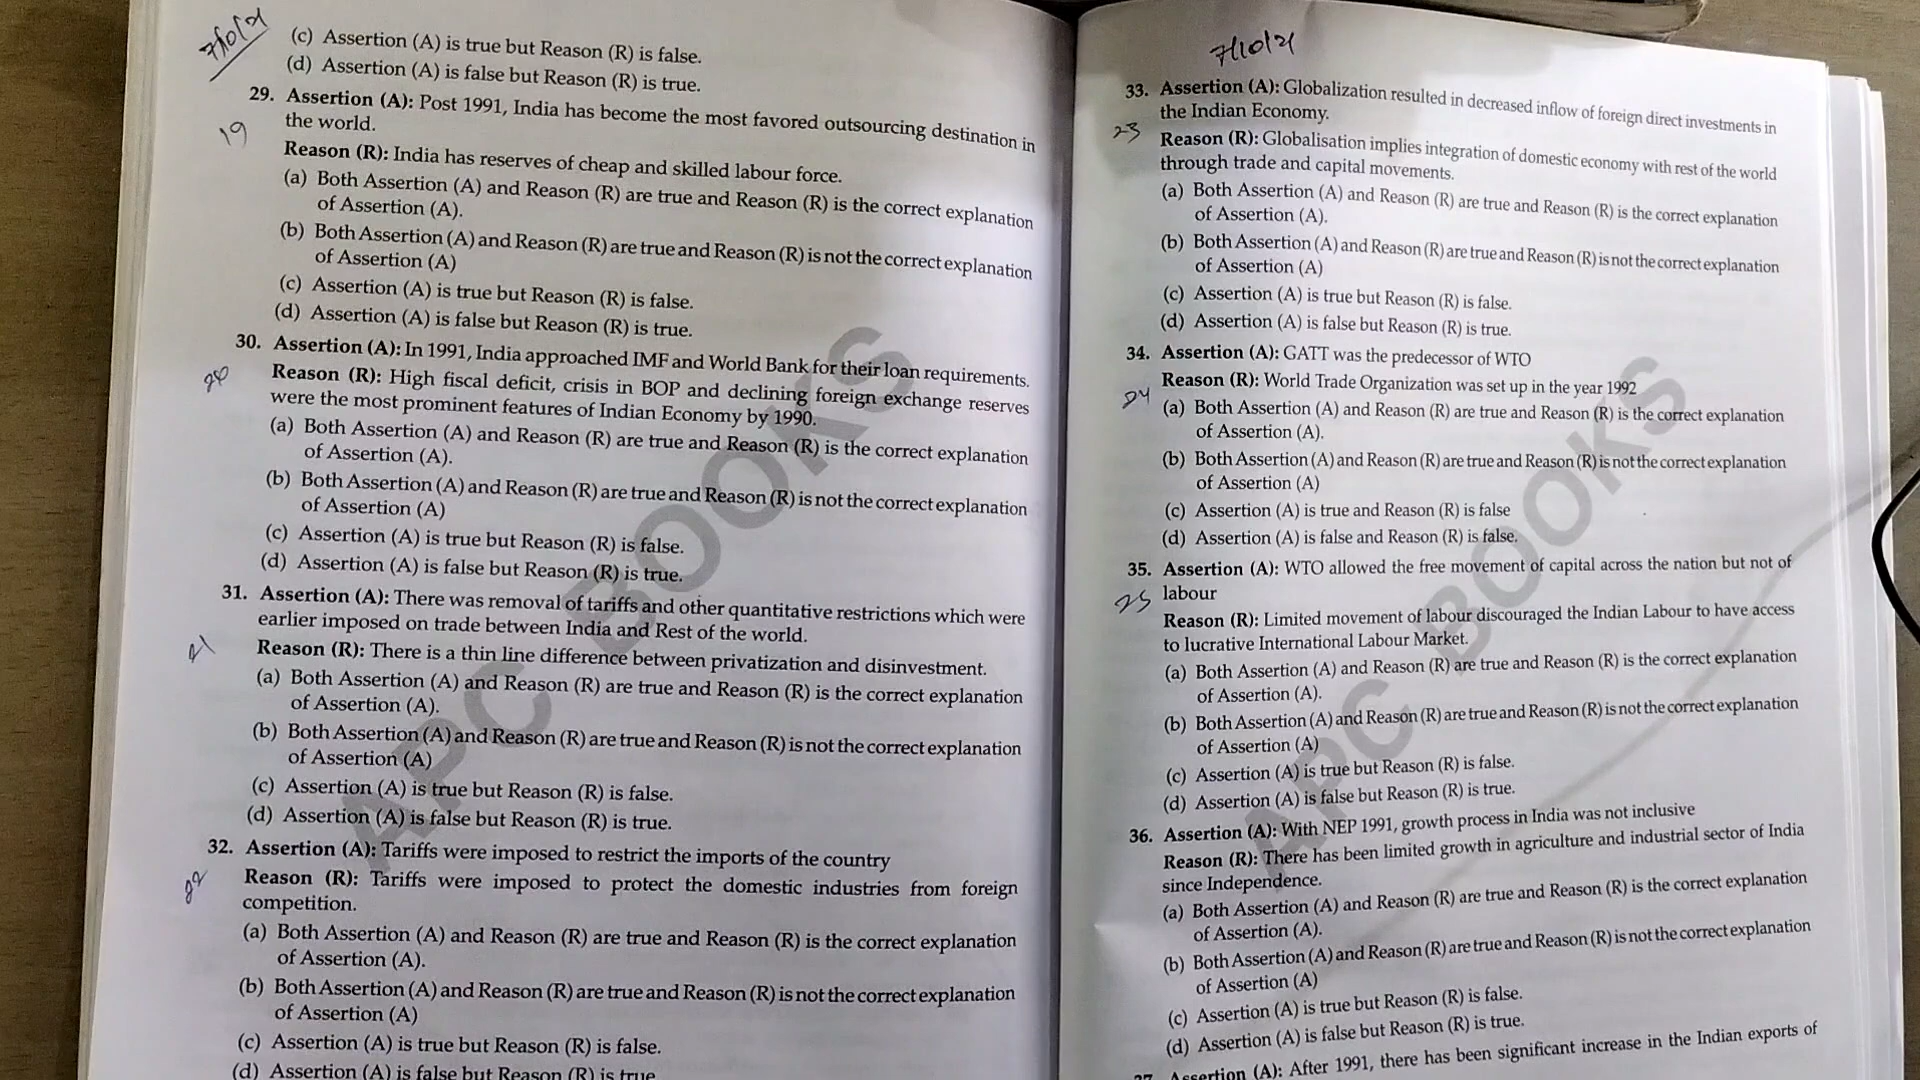 7/10/21
(c) Assertion (A) is true but Reason (R) is false.
(d) Assertion (A) is false but Reason (R) is true.
29. Assertion (A): Post 1991, India has become the most favored outsourcing destination in
the world.
19
Reason (R): India has reserves of cheap and skilled labour force.
(a) Both Assertion (A) and Reason (R) are true and Reason (R) is the correct explanation
of Assertion (A).
(b) Both Assertion (A) and Reason (R) are true and Reason (R) is not the correct explanation
of Assertion (A)
(c) Assertion (A) is true but Reason (R) is false.
(d) Assertion (A) is false but Reason (R) is true.
30. Assertion (A): In 1991, India approached IMF and World Bank for their loan requirements.
20
Reason (R): High fiscal deficit, crisis in BOP and declining foreign exchange reserves
were the most prominent features of Indian Economy by 1990.
(a) Both Assertion (A) and Reason (R) are true and Reason (R) is the correct explanation
of Assertion (A).
(b) Both Assertion (A) and Reason (R) are true and Reason (R) is not the correct explanation
of Assertion (A)
(c) Assertion (A) is true but Reason (R) is false.
(d) Assertion (A) is false but Reason (R) is true.
31. Assertion (A): There was removal of tariffs and other quantitative restrictions which were
earlier imposed on trade between India and Rest of the world.
21
Reason (R): There is a thin line difference between privatization and disinvestment.
(a) Both Assertion (A) and Reason (R) are true and Reason (R) is the correct explanation
of Assertion (A).
(b) Both Assertion (A) and Reason (R) are true and Reason (R) is not the correct explanation
of Assertion (A)
(c) Assertion (A) is true but Reason (R) is false.
(d) Assertion (A) is false but Reason (R) is true.
32. Assertion (A): Tariffs were imposed to restrict the imports of the country
22
Reason (R): Tariffs were imposed to protect the domestic industries from foreign
competition.
(a) Both Assertion (A) and Reason (R) are true and Reason (R) is the correct explanation
of Assertion (A).
(b) Both Assertion (A) and Reason (R) are true and Reason (R) is not the correct explanation
of Assertion (A)
(c) Assertion (A) is true but Reason (R) is false.
(d) Assertion (A) is false but Reason (R) is true
APC BOOKS
7/10/21
33. Assertion (A): Globalization resulted in decreased inflow of foreign direct investments in
the Indian Economy.
23
Reason (R): Globalisation implies integration of domestic economy with rest of the world
through trade and capital movements.
(a) Both Assertion (A) and Reason (R) are true and Reason (R) is the correct explanation
of Assertion (A).
(b) Both Assertion (A) and Reason (R) are true and Reason (R) is not the correct explanation
of Assertion (A)
(c) Assertion (A) is true but Reason (R) is false.
(d) Assertion (A) is false but Reason (R) is true.
34. Assertion (A): GATT was the predecessor of WTO
Reason (R): World Trade Organization was set up in the year 1992
24
(a) Both Assertion (A) and Reason (R) are true and Reason (R) is the correct explanation
of Assertion (A).
(b) Both Assertion (A) and Reason (R) are true and Reason (R) is not the correct explanation
of Assertion (A)
(c) Assertion (A) is true and Reason (R) is false
(d) Assertion (A) is false and Reason (R) is false.
35. Assertion (A): WTO allowed the free movement of capital across the nation but not of
labour
25
Reason (R): Limited movement of labour discouraged the Indian Labour to have access
to lucrative International Labour Market.
(a) Both Assertion (A) and Reason (R) are true and Reason (R) is the correct explanation
of Assertion (A).
(b) Both Assertion (A) and Reason (R) are true and Reason (R) is not the correct explanation
of Assertion (A)
(c) Assertion (A) is true but Reason (R) is false.
(d) Assertion (A) is false but Reason (R) is true.
36. Assertion (A): With NEP 1991, growth process in India was not inclusive
Reason (R): There has been limited growth in agriculture and industrial sector of India
since Independence.
(a) Both Assertion (A) and Reason (R) are true and Reason (R) is the correct explanation
of Assertion (A).
(b) Both Assertion (A) and Reason (R) are true and Reason (R) is not the correct explanation
of Assertion (A)
(c) Assertion (A) is true but Reason (R) is false.
(d) Assertion (A) is false but Reason (R) is true.
37. Assertion (A): After 1991, there has been significant increase in the Indian exports of
APC BOOKS